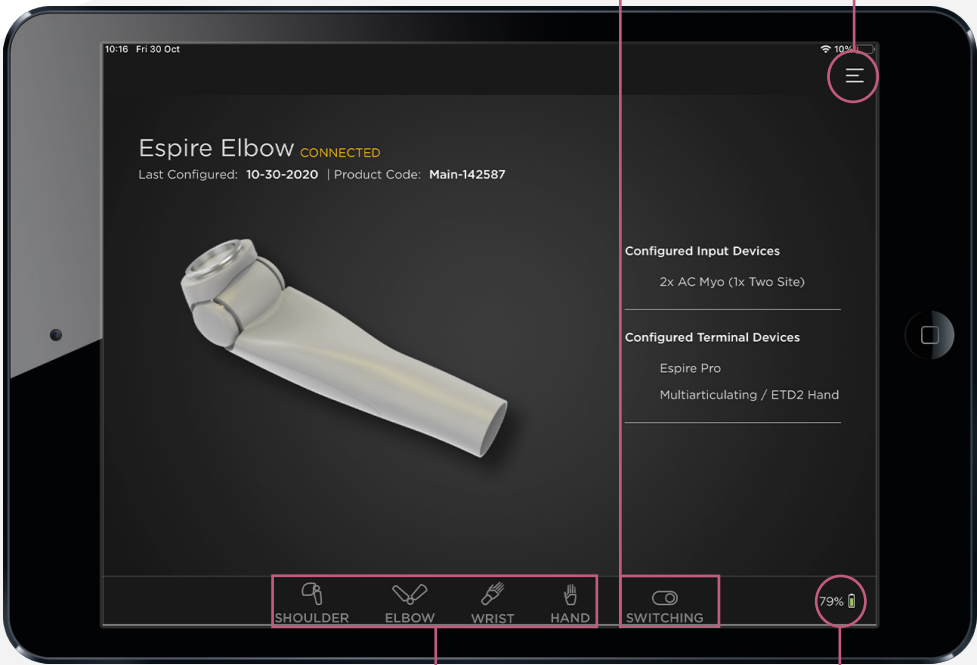 10:16 Fri 30 Oct
10%
Espire Elbow CONNECTED
Last Configured: 10-30-2020 | Product Code: Main-142587
Configured Input Devices
2x AC Myo (1x Two Site)
Configured Terminal Devices
Espire Pro
Multiarticulating / ETD2 Hand
SHOULDER ELBOW WRIST HAND SWITCHING
79%